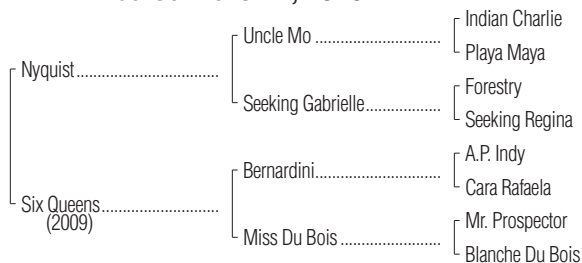 Indian Charlie
Uncle Mo
Playa Maya
Nyquist
Forestry
Seeking Gabrielle
Seeking Regina
A.P. Indy
Bernardini
Cara Rafaela
Six Queens
(2009)
Mr. Prospector
Miss Du Bois
Blanche Du Bois